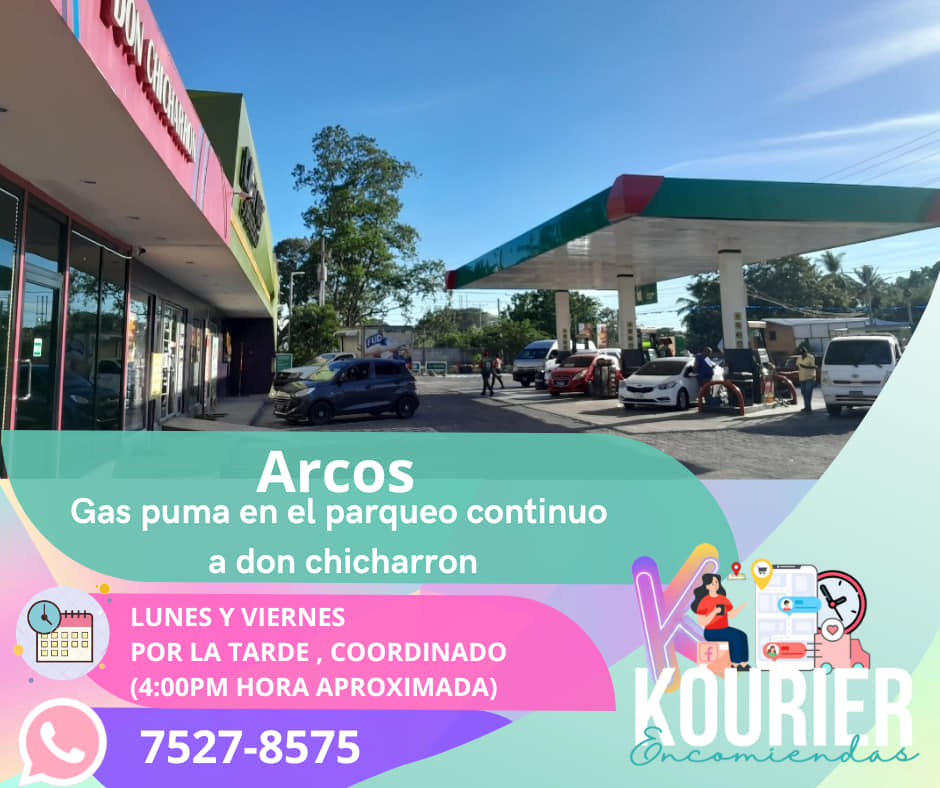 DON CHICHARRON
FUD
Arcos
Gas puma en el parqueo continuo
a don chicharron
LUNES Y VIERNES
POR LA TARDE , COORDINADO
(4:00PM HORA APROXIMADA)
7527-8575
K
KOURIER
Encomiendas